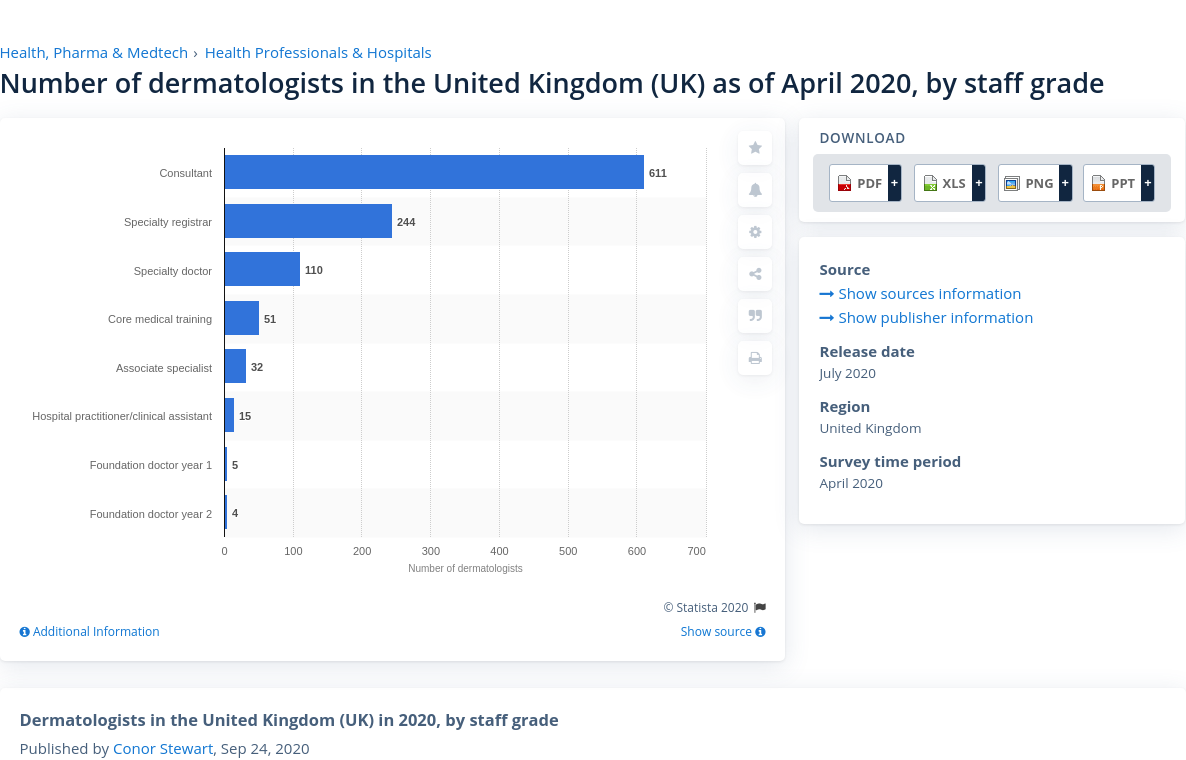 Health, Pharma & Medtech › Health Professionals & Hospitals
Number of dermatologists in the United Kingdom (UK) as of April 2020, by staff grade
Consultant 611
Specialty registrar 244
Specialty doctor 110
Core medical training 51
Associate specialist 32
Hospital practitioner/clinical assistant 15
Foundation doctor year 1 5
Foundation doctor year 2 4
0 100 200 300 400 500 600 700
Number of dermatologists
© Statista 2020
Additional Information
Show source
DOWNLOAD
PDF + XLS + PNG + PPT +
Source
Show sources information
Show publisher information
Release date
July 2020
Region
United Kingdom
Survey time period
April 2020
Dermatologists in the United Kingdom (UK) in 2020, by staff grade
Published by Conor Stewart, Sep 24, 2020